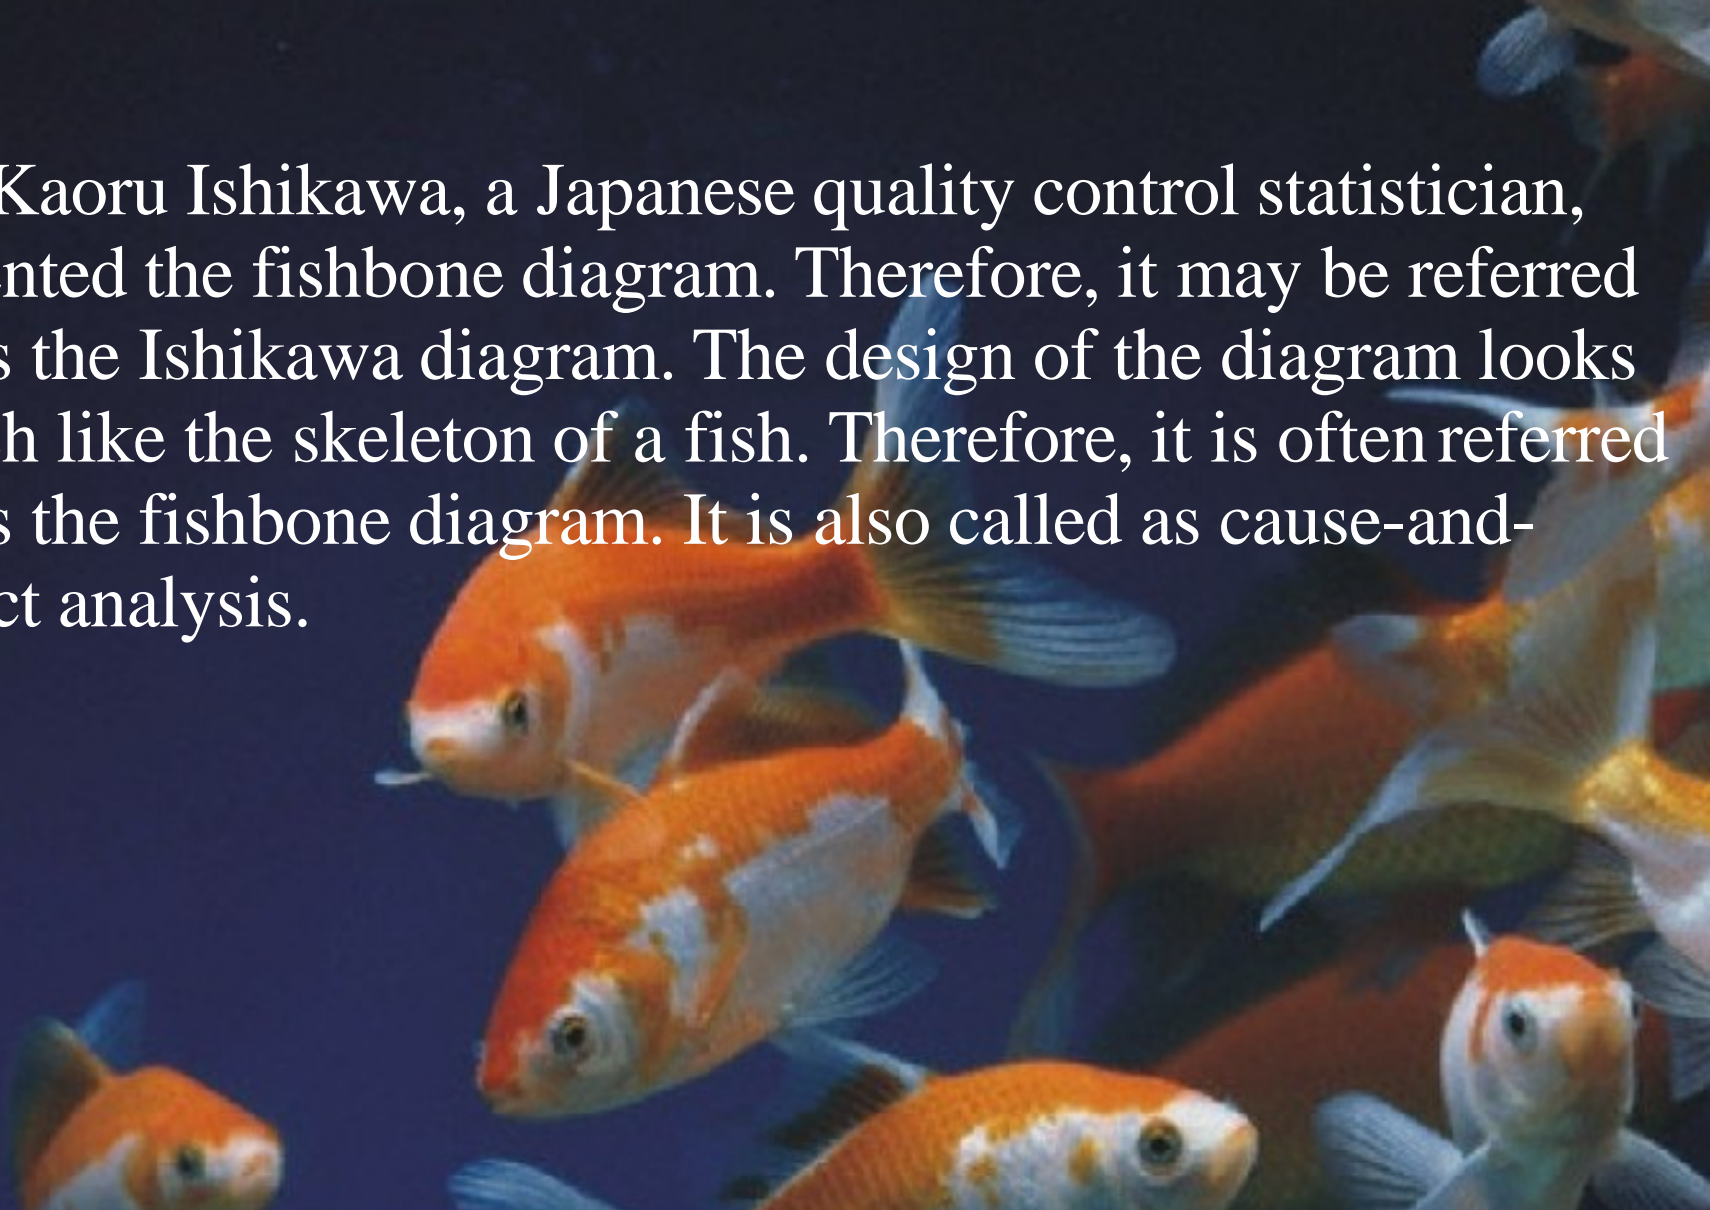 Kaoru Ishikawa, a Japanese quality control statistician,
nted the fishbone diagram. Therefore, it may be referred
s the Ishikawa diagram. The design of the diagram looks
h like the skeleton of a fish. Therefore, it is often referred
s the fishbone diagram. It is also called as cause-and-
ct analysis.